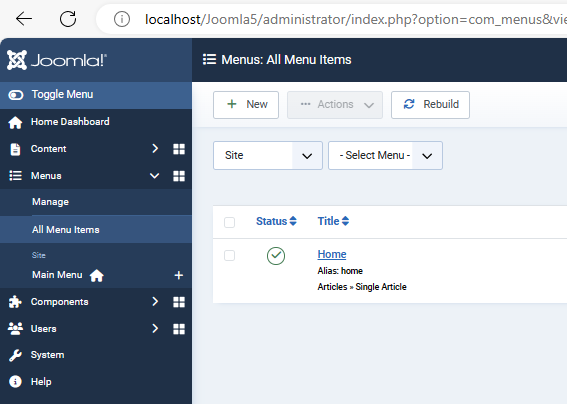 localhost/Joomla5/administrator/index.php?option=com_menus&vie
Joomla!
Menus: All Menu Items
Toggle Menu
Home Dashboard
Content
Menus
Manage
All Menu Items
Site
Main Menu
Components
Users
System
Help
New
Actions
Rebuild
Site
- Select Menu -
Status Title
Home
Alias: home
Articles » Single Article